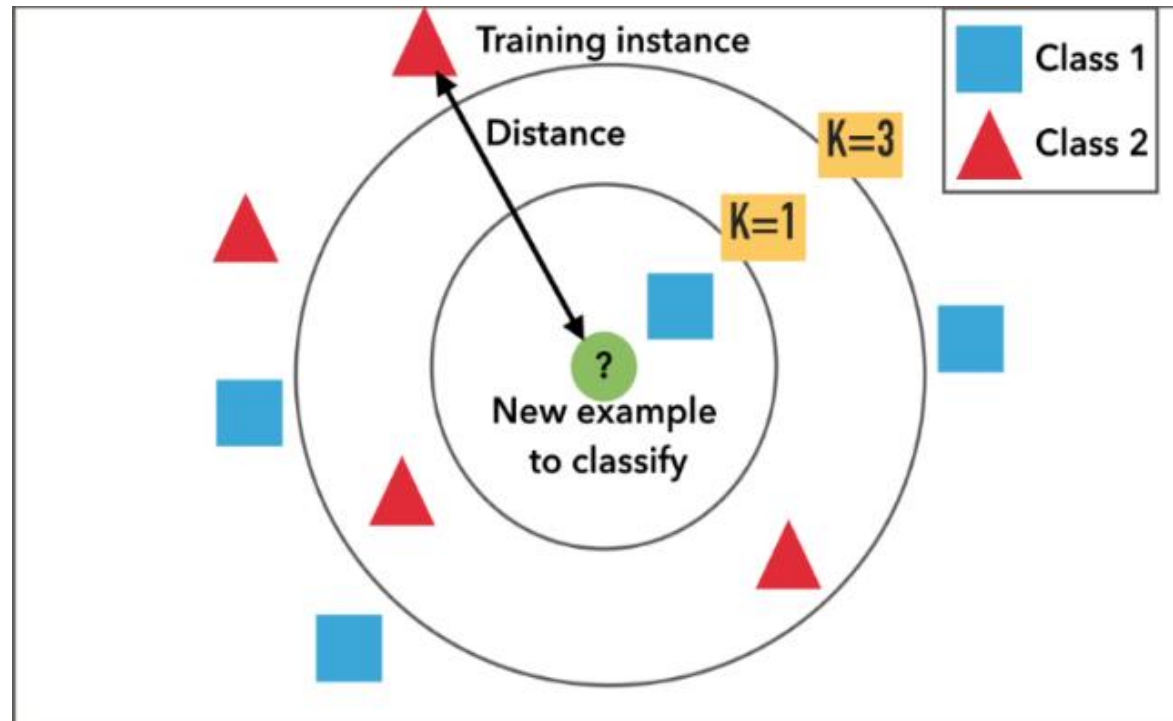 Training instance
Class 1
Distance
K=3
Class 2
K=1
?
New example
to classify